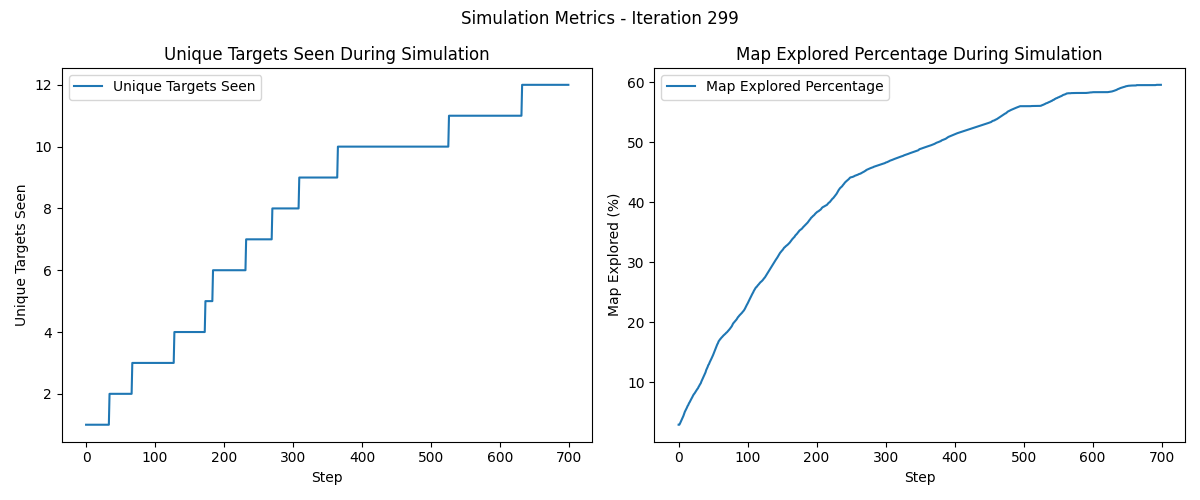 Simulation Metrics - Iteration 299
Unique Targets Seen During Simulation
Unique Targets Seen
12
10
8
6
4
2
Unique Targets Seen
0 100 200 300 400 500 600 700
Step
Map Explored Percentage During Simulation
Map Explored Percentage
60
50
40
30
20
10
Map Explored (%)
0 100 200 300 400 500 600 700
Step